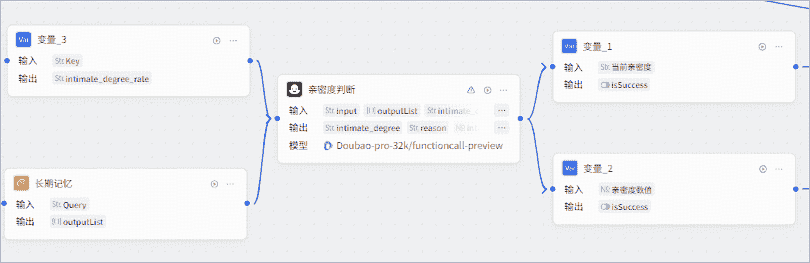 Var 变量_3
输入 Str. Key
输出 Str. intimate_degree_rate
长期记忆
输入 Str. Query
输出 outputList
亲密度判断
输入 Str. input outputList Str. intimate_
输出 Str. intimate_degree Str. reason
模型 Doubao-pro-32k/functioncall-preview
Var 变量_1
输入 Str. 当前亲密度
输出 isSuccess
Var 变量_2
输入 亲密度数值
输出 isSuccess